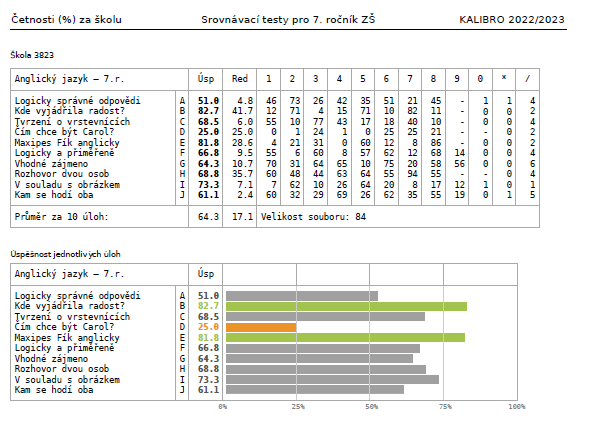 Četnosti (%) za školu Srovnávací testy pro 7. ročník ZŠ KALIBRO 2022/2023
Škola 3823
Anglický jazyk – 7.r. Úsp Red 1 2 3 4 5 6 7 8 9 0 * /
Logicky správné odpovědi A 51.0 4.8 46 73 26 42 35 51 21 45 - 1 1 4
Kde vyjádřila radost? B 82.7 41.7 12 71 4 15 71 10 82 11 - 0 0 2
Tvrzení o vrstevnících C 68.5 6.0 55 10 77 43 17 18 40 10 - 0 0 4
Čím chce být Carol? D 25.0 25.0 0 1 24 1 0 25 25 21 - 0 0 2
Maxipes Fík anglicky E 81.8 28.6 4 21 31 0 60 12 8 86 - 0 0 2
Logicky a přiměřeně F 66.8 9.5 55 6 60 8 57 62 12 68 14 0 0 4
Vhodné zájmeno G 64.3 10.7 70 31 64 65 10 75 20 58 56 0 0 6
Rozhovor dvou osob H 68.8 35.7 60 48 44 63 64 55 94 55 - - 0 4
V souladu s obrázkem I 73.3 7.1 7 62 10 26 64 20 8 17 12 1 0 1
Kam se hodí oba J 61.1 2.4 60 32 29 69 26 62 35 55 19 0 1 5
Průměr za 10 úloh: 64.3 17.1 Velikost souboru: 84
Úspěšnost jednotlivých úloh
Anglický jazyk – 7.r. Úsp
Logicky správné odpovědi A 51.0
Kde vyjádřila radost? B 82.7
Tvrzení o vrstevnících C 68.5
Čím chce být Carol? D 25.0
Maxipes Fík anglicky E 81.8
Logicky a přiměřeně F 66.8
Vhodné zájmeno G 64.3
Rozhovor dvou osob H 68.8
V souladu s obrázkem I 73.3
Kam se hodí oba J 61.1
0% 25% 50% 75% 100%